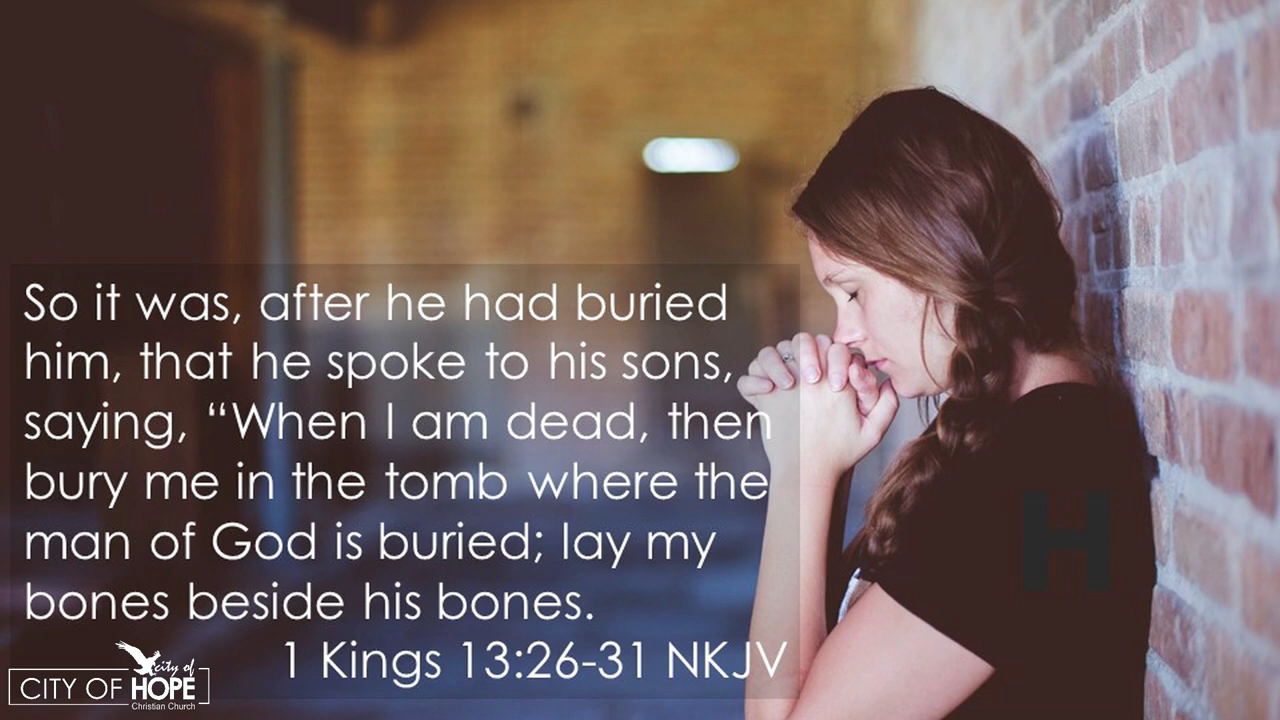 So it was, after he had buried
him, that he spoke to his sons,
saying, “When I am dead, then
bury me in the tomb where the
man of God is buried; lay my
bones beside his bones.
1 Kings 13:26-31 NKJV
city of
CITY OF HOPE
Christian Church
H